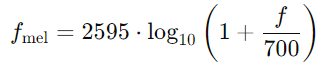 f_mel = 2595 · log_10 (1 + f/700)